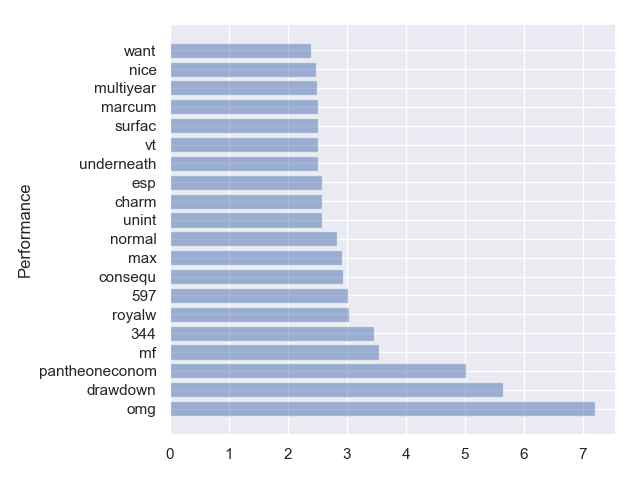 Performance
want
nice
multiyear
marcum
surfac
vt
underneath
esp
charm
unint
normal
max
consequ
597
royalw
344
mf
pantheoneconom
drawdown
omg
0 1 2 3 4 5 6 7